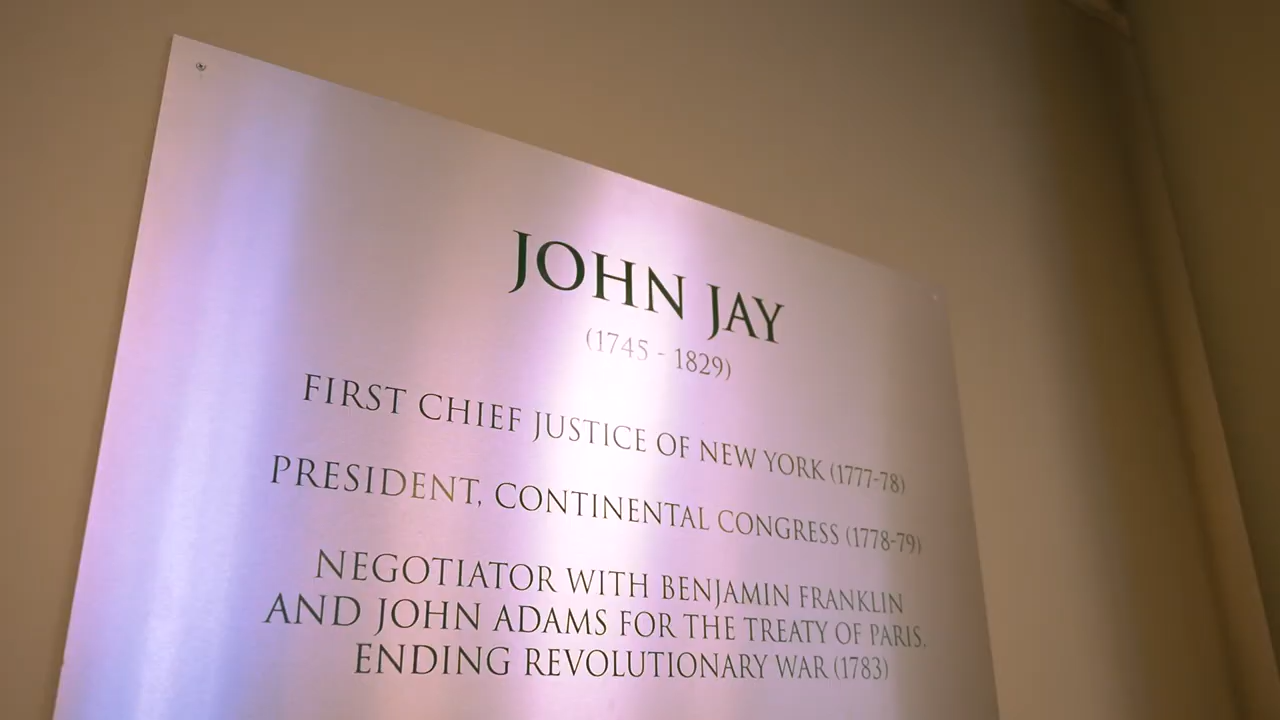 JOHN JAY
(1745 - 1829)
FIRST CHIEF JUSTICE OF NEW YORK (1777-78)
PRESIDENT, CONTINENTAL CONGRESS (1778-79)
NEGOTIATOR WITH BENJAMIN FRANKLIN
AND JOHN ADAMS FOR THE TREATY OF PARIS,
ENDING REVOLUTIONARY WAR (1783)